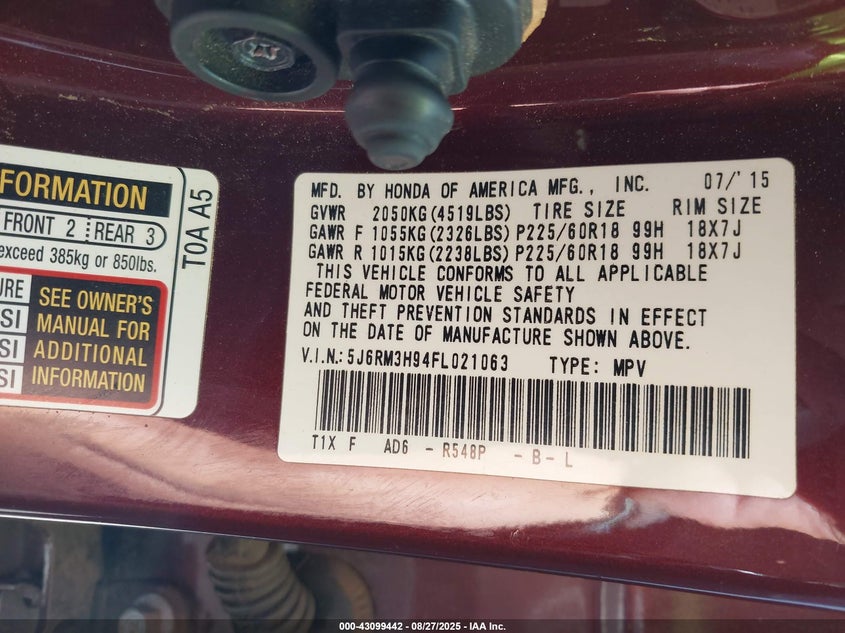 FORMATION
FRONT 2 REAR 3
exceed 385kg or 850lbs.
SEE OWNER'S
MANUAL FOR
ADDITIONAL
INFORMATION
URE
SI
SI
SI
T0A A5
MFD. BY HONDA OF AMERICA MFG., INC. 07/'15
GVWR 2050KG(4519LBS) TIRE SIZE RIM SIZE
GAWR F 1055KG(2326LBS) P225/60R18 99H 18X7J
GAWR R 1015KG(2238LBS) P225/60R18 99H 18X7J
THIS VEHICLE CONFORMS TO ALL APPLICABLE
FEDERAL MOTOR VEHICLE SAFETY
AND THEFT PREVENTION STANDARDS IN EFFECT
ON THE DATE OF MANUFACTURE SHOWN ABOVE.
V.I.N.: 5J6RM3H94FL021063 TYPE: MPV
T1X F AD6 - R548P - B - L
000-43099442 - 08/27/2025 - IAA Inc.